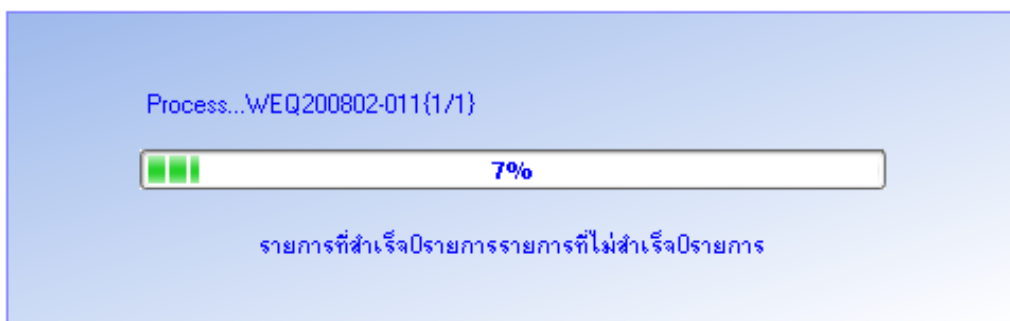 Process...WEQ200802-011{1/1}
7%
รายการที่สำเร็จ0รายการรายการที่ไม่สำเร็จ0รายการ